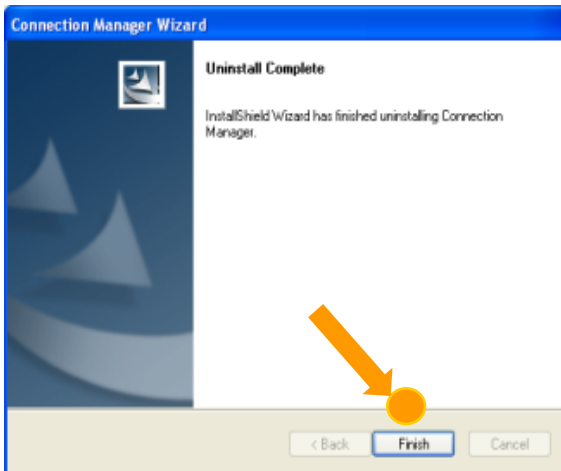 Connection Manager Wizard
Uninstall Complete
InstallShield Wizard has finished uninstalling Connection
Manager.
< Back
Finish
Cancel